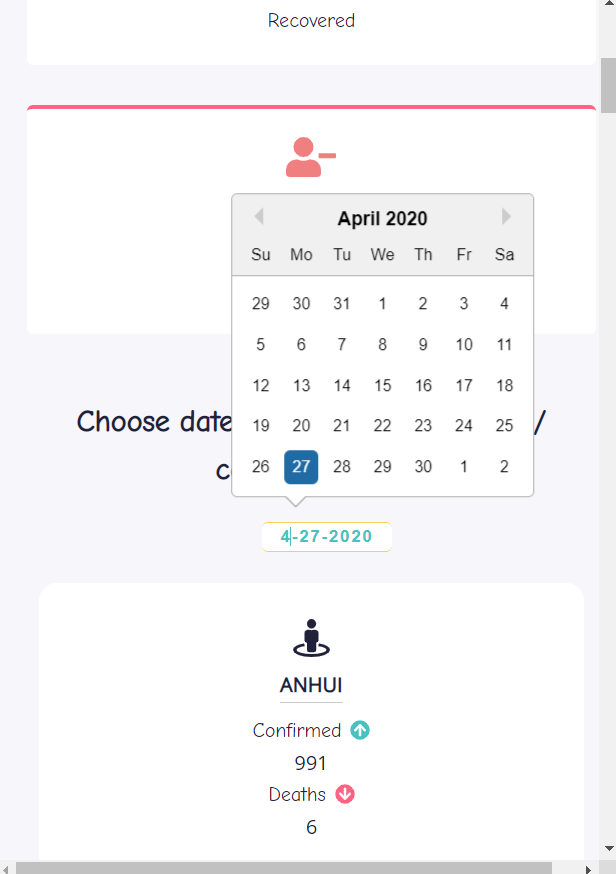 Recovered
April 2020
Su Mo Tu We Th Fr Sa
29 30 31 1 2 3 4
5 6 7 8 9 10 11
12 13 14 15 16 17 18
19 20 21 22 23 24 25
26 27 28 29 30 1 2
Choose date /
c
4-27-2020
ANHUI
Confirmed
991
Deaths
6